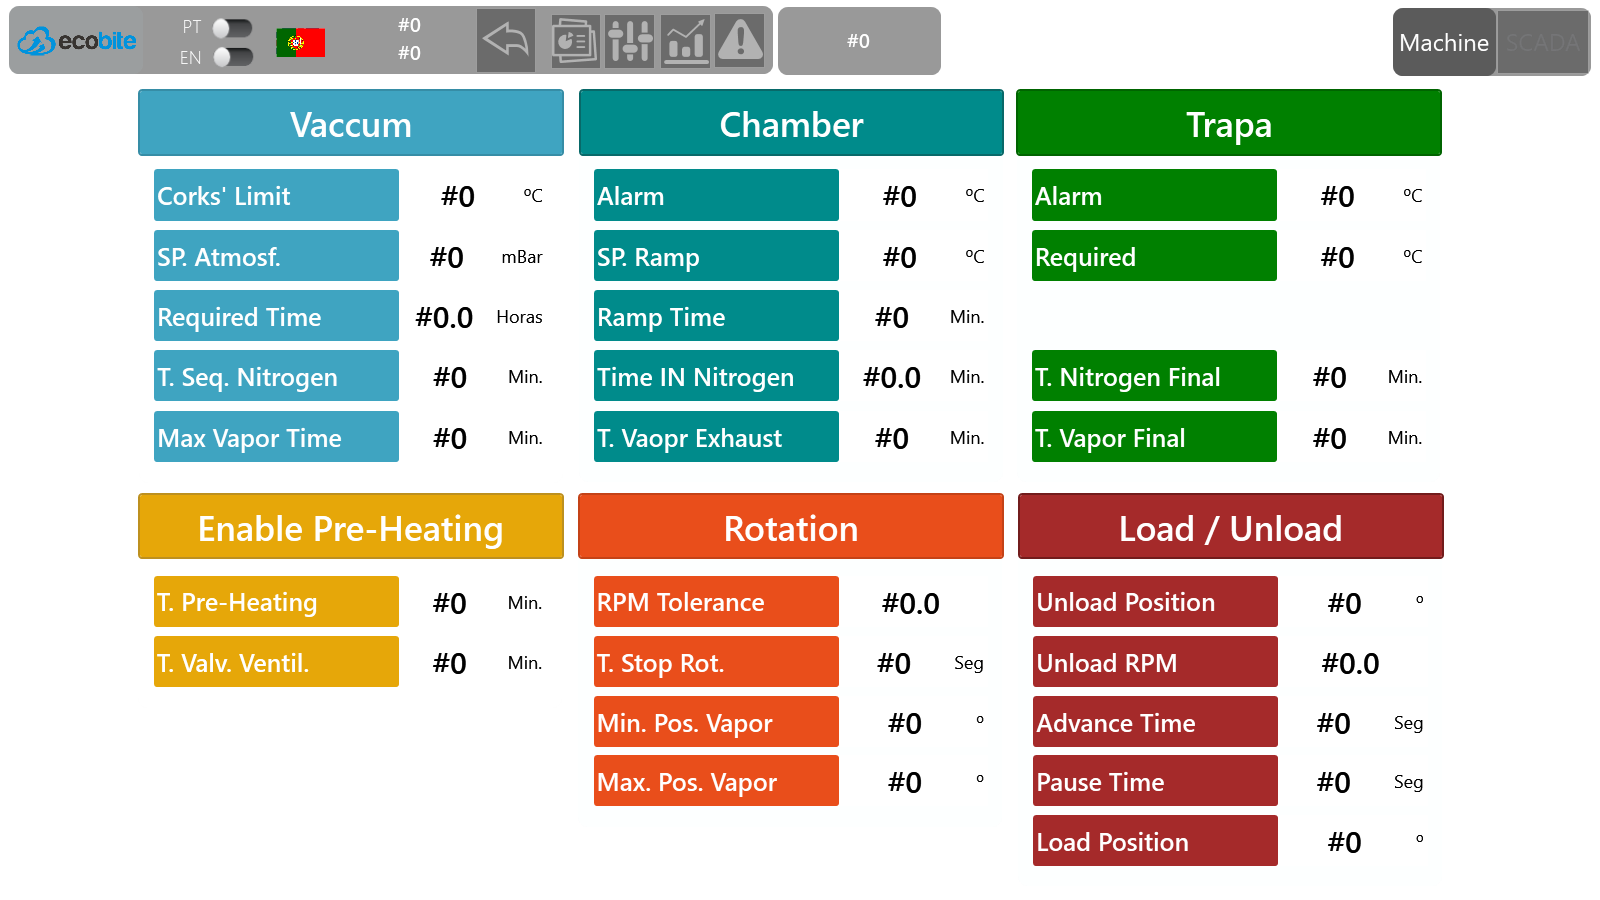 ecobite
PT
EN
#0
#0
#0
Machine
SCADA
Vaccum
Corks' Limit #0 ºC
SP. Atmosf. #0 mBar
Required Time #0.0 Horas
T. Seq. Nitrogen #0 Min.
Max Vapor Time #0 Min.
Chamber
Alarm #0 ºC
SP. Ramp #0 ºC
Ramp Time #0 Min.
Time IN Nitrogen #0.0 Min.
T. Vaopr Exhaust #0 Min.
Trapa
Alarm #0 ºC
Required #0 ºC
T. Nitrogen Final #0 Min.
T. Vapor Final #0 Min.
Enable Pre-Heating
T. Pre-Heating #0 Min.
T. Valv. Ventil. #0 Min.
Rotation
RPM Tolerance #0.0
T. Stop Rot. #0 Seg
Min. Pos. Vapor #0 º
Max. Pos. Vapor #0 º
Load / Unload
Unload Position #0 º
Unload RPM #0.0
Advance Time #0 Seg
Pause Time #0 Seg
Load Position #0 º